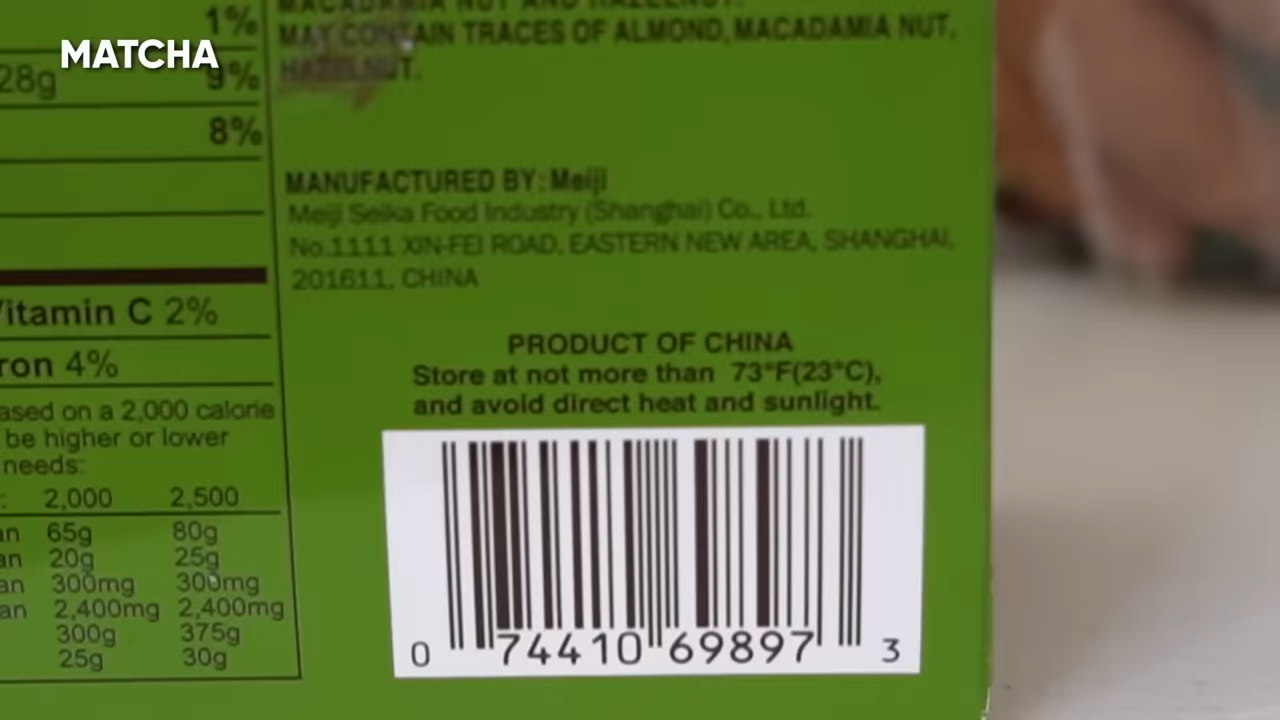 MATCHA
1%
28g 9%
8%
Vitamin C 2%
Iron 4%
ased on a 2,000 calorie
be higher or lower
needs:
: 2,000 2,500
an 65g 80g
an 20g 25g
an 300mg 300mg
an 2,400mg 2,400mg
300g 375g
25g 30g
MACADAMIA NUT AND HAZELNUT.
MAY CONTAIN TRACES OF ALMOND, MACADAMIA NUT,
HAZELNUT.
MANUFACTURED BY: Meiji
Meiji Seika Food Industry (Shanghai) Co., Ltd.
No.1111 XIN-FEI ROAD, EASTERN NEW AREA, SHANGHAI,
201611, CHINA
PRODUCT OF CHINA
Store at not more than 73°F(23°C),
and avoid direct heat and sunlight.
0 74410 69897 3